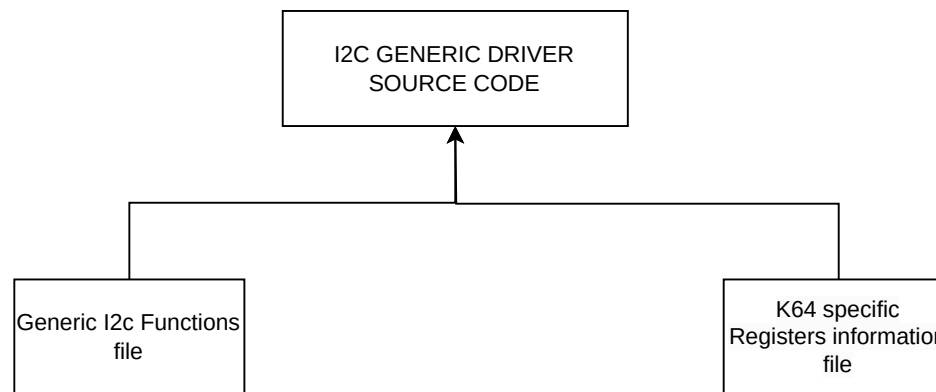 I2C GENERIC DRIVER
SOURCE CODE
Generic I2c Functions
file
K64 specific
Registers information
file